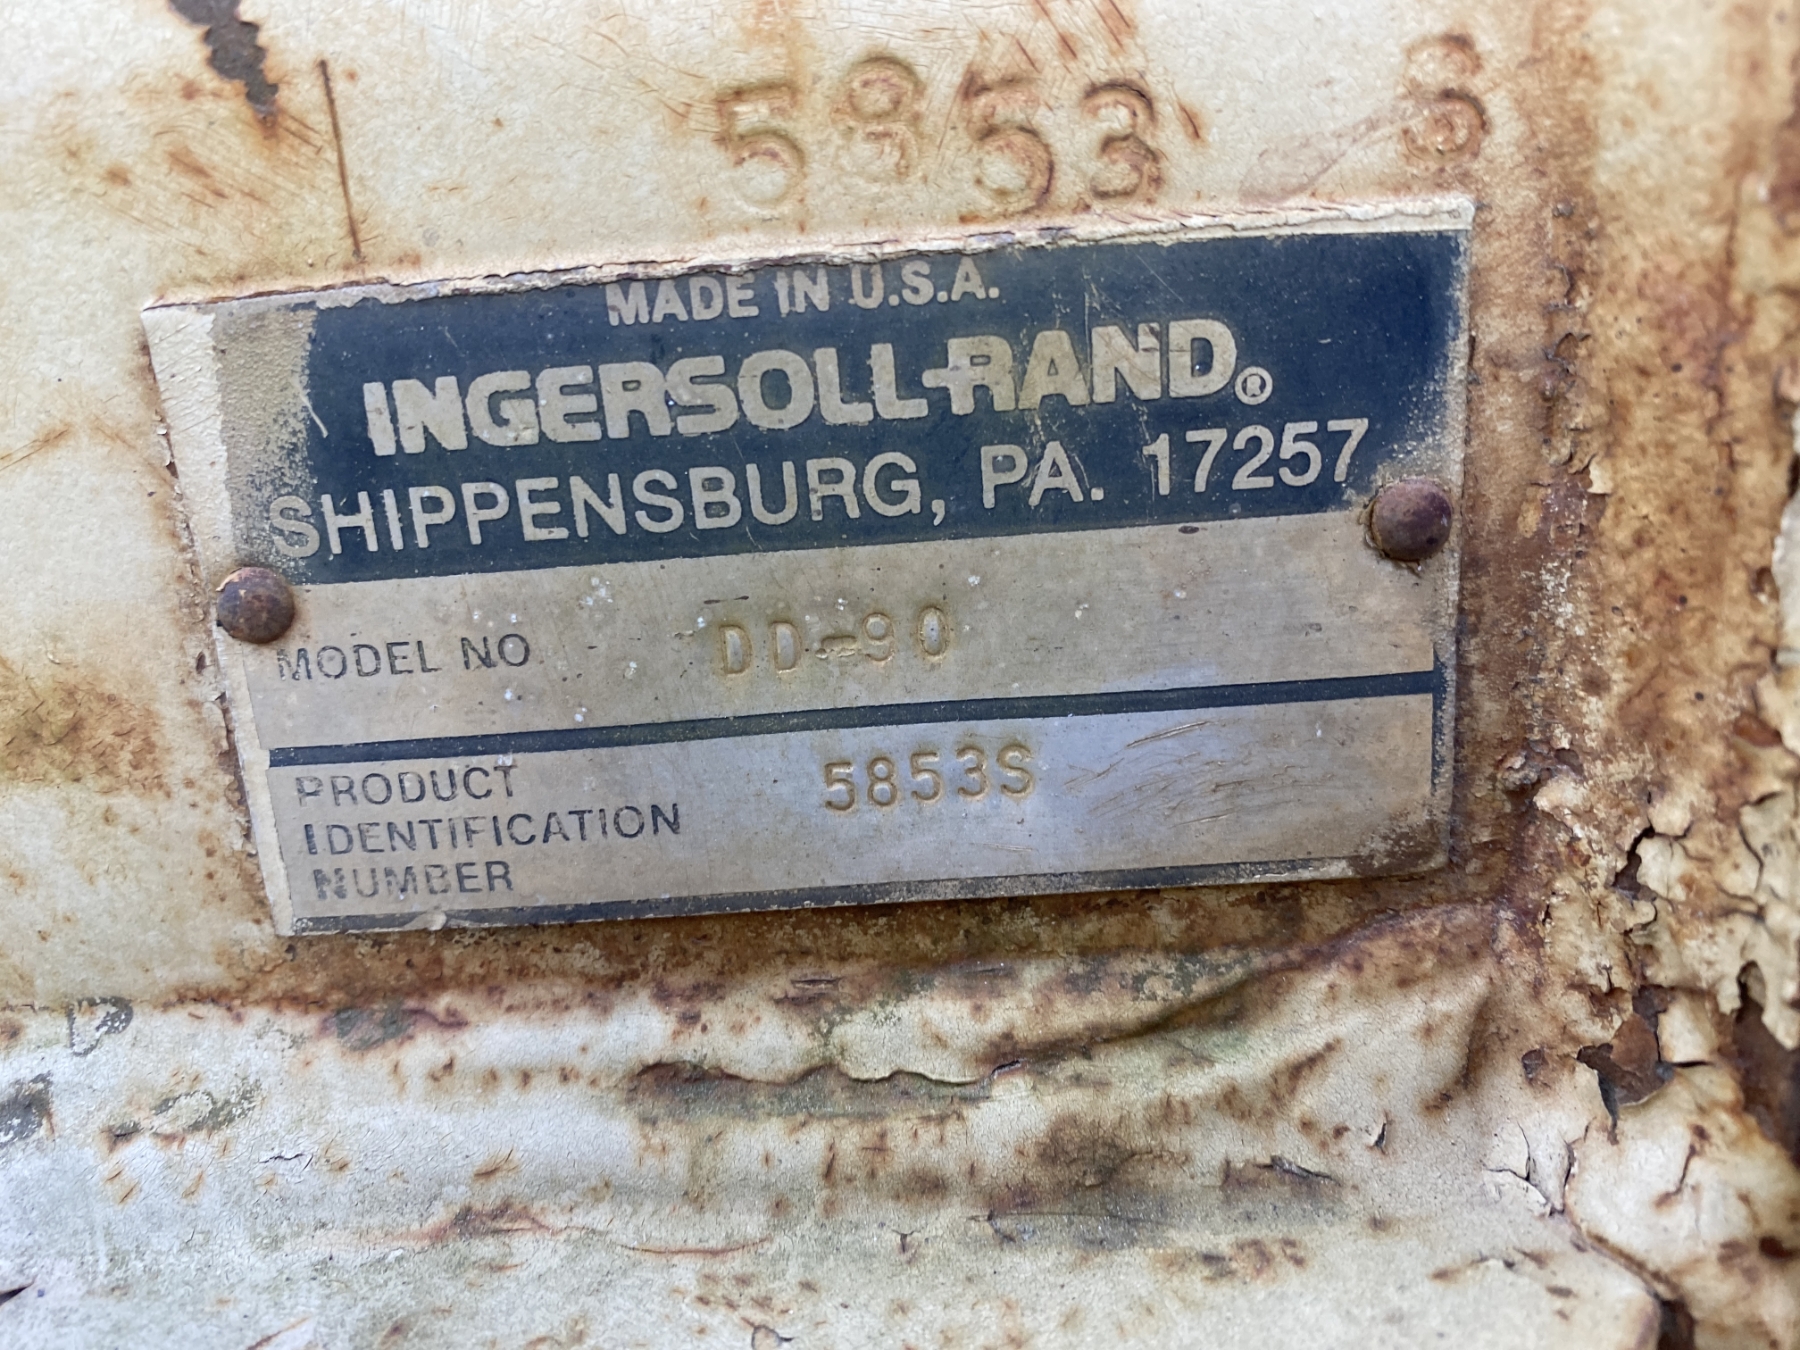 5853 S
MADE IN U.S.A.
INGERSOLL-RAND®
SHIPPENSBURG, PA. 17257
MODEL NO DD-90
PRODUCT
IDENTIFICATION
NUMBER
5853S